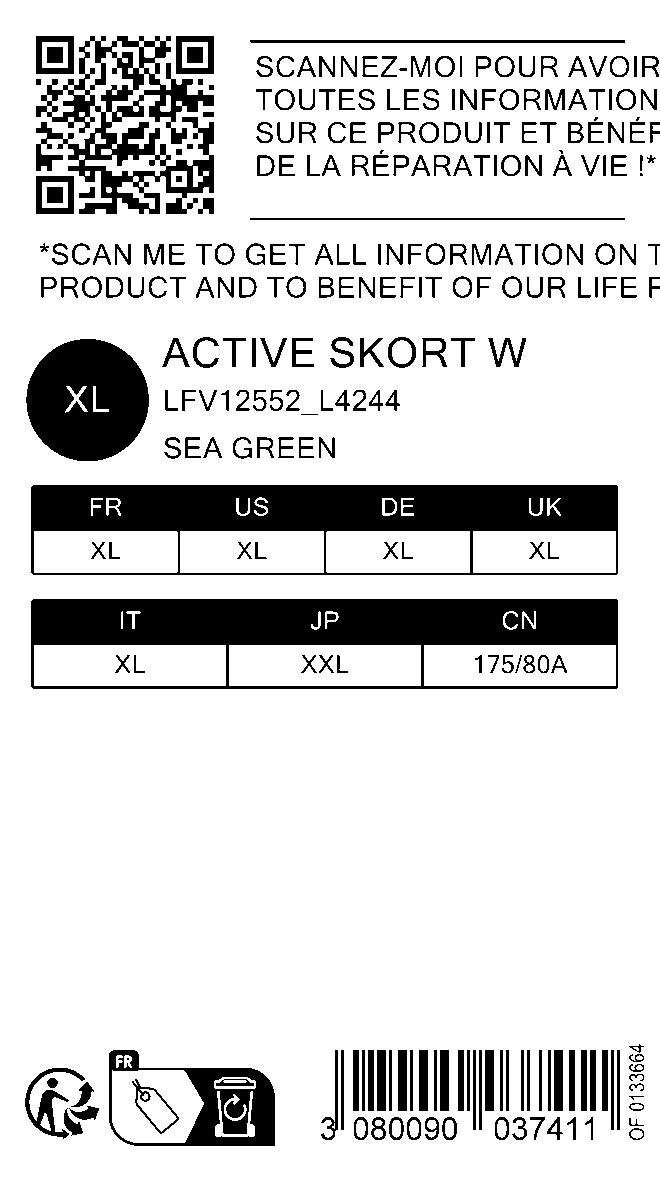 SCANNEZ-MOI POUR AVOIR
TOUTES LES INFORMATION
SUR CE PRODUIT ET BÉNÉF
DE LA RÉPARATION À VIE !*
*SCAN ME TO GET ALL INFORMATION ON T
PRODUCT AND TO BENEFIT OF OUR LIFE R
XL
ACTIVE SKORT W
LFV12552_L4244
SEA GREEN
FR US DE UK
XL XL XL XL
IT JP CN
XL XXL 175/80A
FR
3 080090 037411
OF 0133664